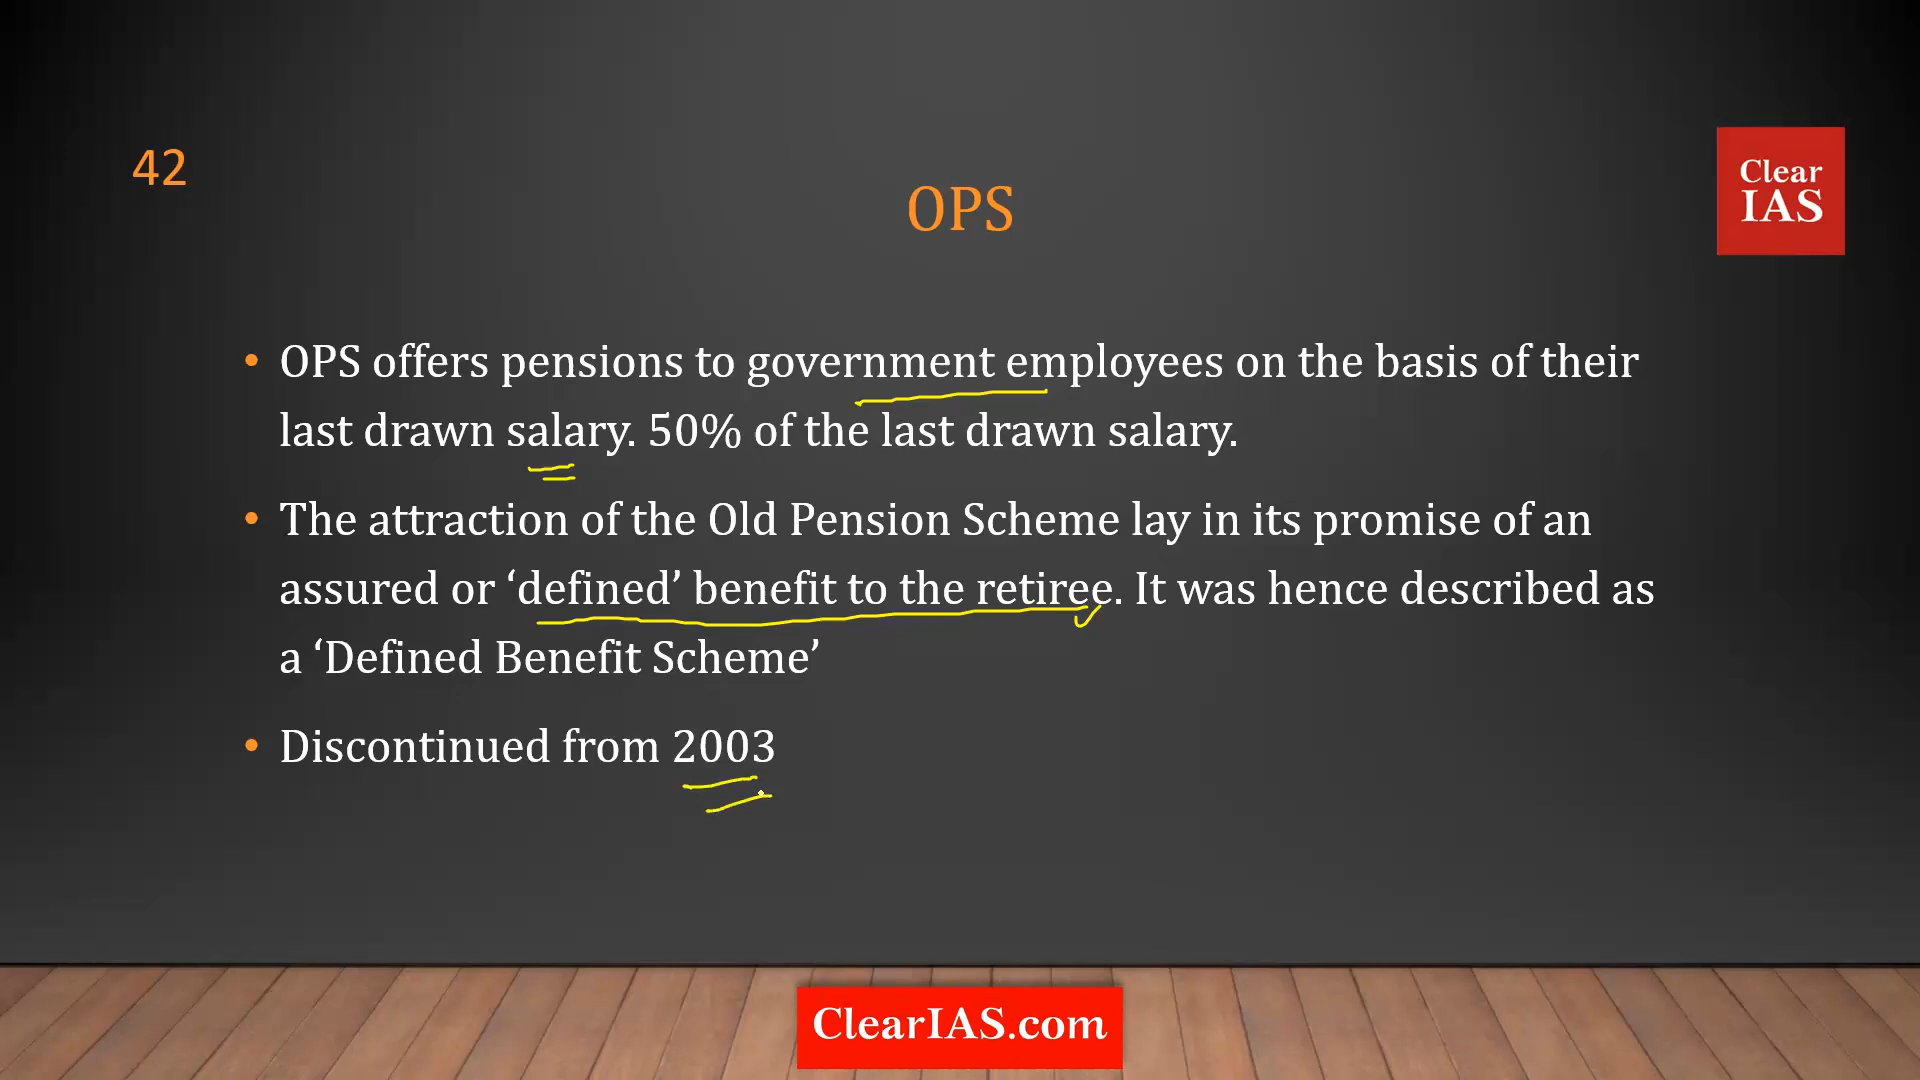 42
OPS
Clear
IAS
• OPS offers pensions to government employees on the basis of their
last drawn salary. 50% of the last drawn salary.
• The attraction of the Old Pension Scheme lay in its promise of an
assured or ‘defined’ benefit to the retiree. It was hence described as
a ‘Defined Benefit Scheme’
• Discontinued from 2003
ClearIAS.com